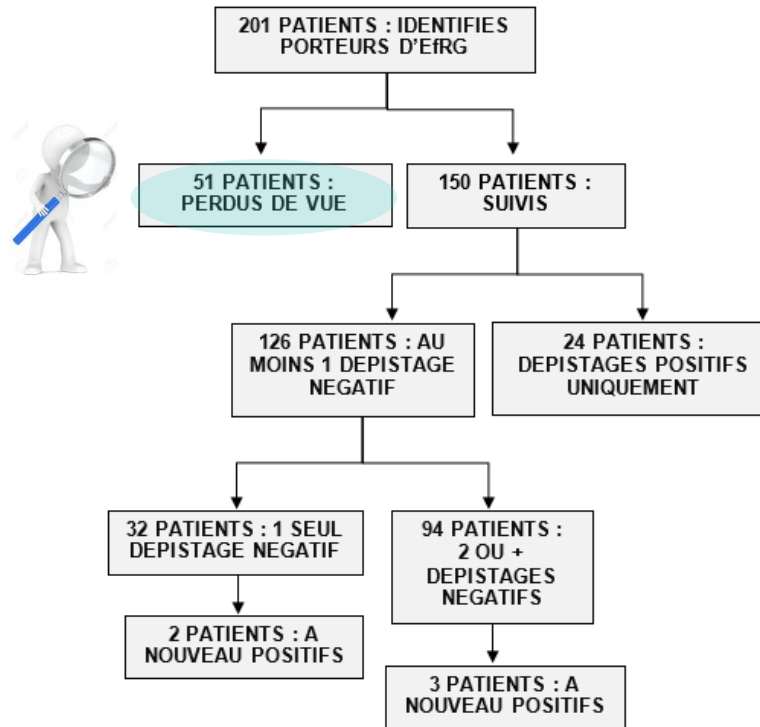 201 PATIENTS : IDENTIFIES
PORTEURS D'EfRG
51 PATIENTS :
PERDUS DE VUE
150 PATIENTS :
SUIVIS
126 PATIENTS : AU
MOINS 1 DEPISTAGE
NEGATIF
24 PATIENTS :
DEPISTAGES POSITIFS
UNIQUEMENT
32 PATIENTS : 1 SEUL
DEPISTAGE NEGATIF
94 PATIENTS :
2 OU +
DEPISTAGES
NEGATIFS
2 PATIENTS : A
NOUVEAU POSITIFS
3 PATIENTS : A
NOUVEAU POSITIFS